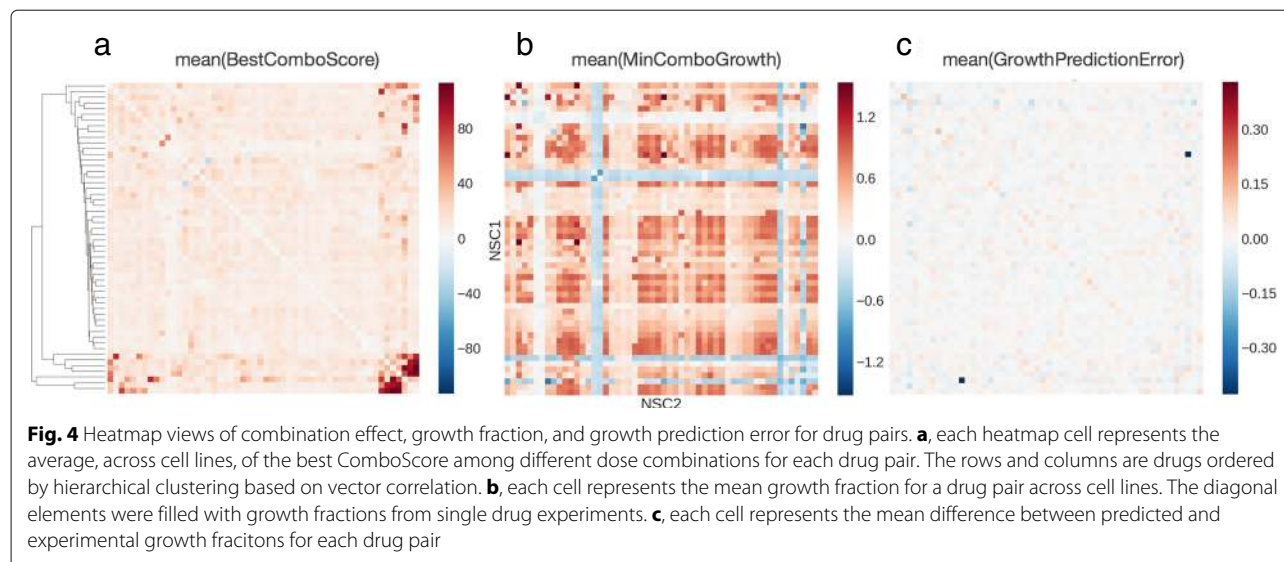 a
b
c
mean(BestComboScore)
mean(MinComboGrowth)
mean(GrowthPredictionError)
80
40
0
−40
−80
NSC1
NSC2
1.2
0.6
0.0
−0.6
−1.2
0.30
0.15
0.00
−0.15
−0.30
Fig. 4 Heatmap views of combination effect, growth fraction, and growth prediction error for drug pairs. a, each heatmap cell represents the
average, across cell lines, of the best ComboScore among different dose combinations for each drug pair. The rows and columns are drugs ordered
by hierarchical clustering based on vector correlation. b, each cell represents the mean growth fraction for a drug pair across cell lines. The diagonal
elements were filled with growth fractions from single drug experiments. c, each cell represents the mean difference between predicted and
experimental growth fracitons for each drug pair